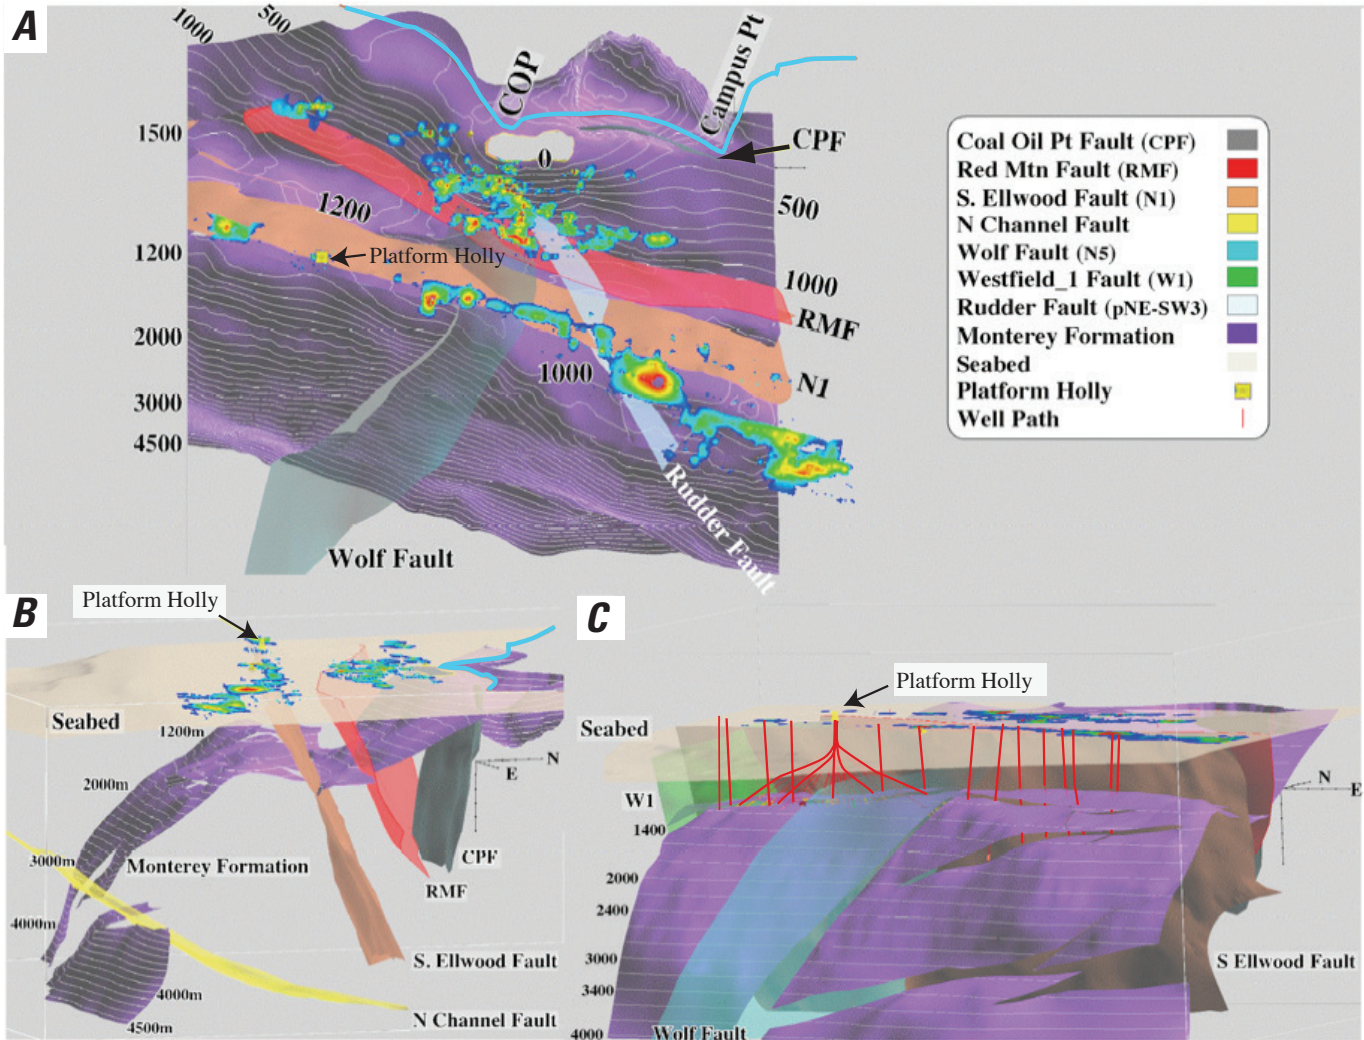 A
1000
500
COP
Campus Pt
CPF
1500
0
1200
500
1200
Platform Holly
1000
RMF
2000
1000
N1
3000
4500
Rudder Fault
Wolf Fault
Coal Oil Pt Fault (CPF)
Red Mtn Fault (RMF)
S. Ellwood Fault (N1)
N Channel Fault
Wolf Fault (N5)
Westfield_1 Fault (W1)
Rudder Fault (pNE-SW3)
Monterey Formation
Seabed
Platform Holly
Well Path
B
Platform Holly
Seabed
1200m
N
E
2000m
3000m
Monterey Formation
CPF
RMF
4000m
S. Ellwood Fault
4000m
N Channel Fault
4500m
C
Platform Holly
Seabed
N
E
W1
1400
2000
2400
3000
S Ellwood Fault
3400
4000
Wolf Fault